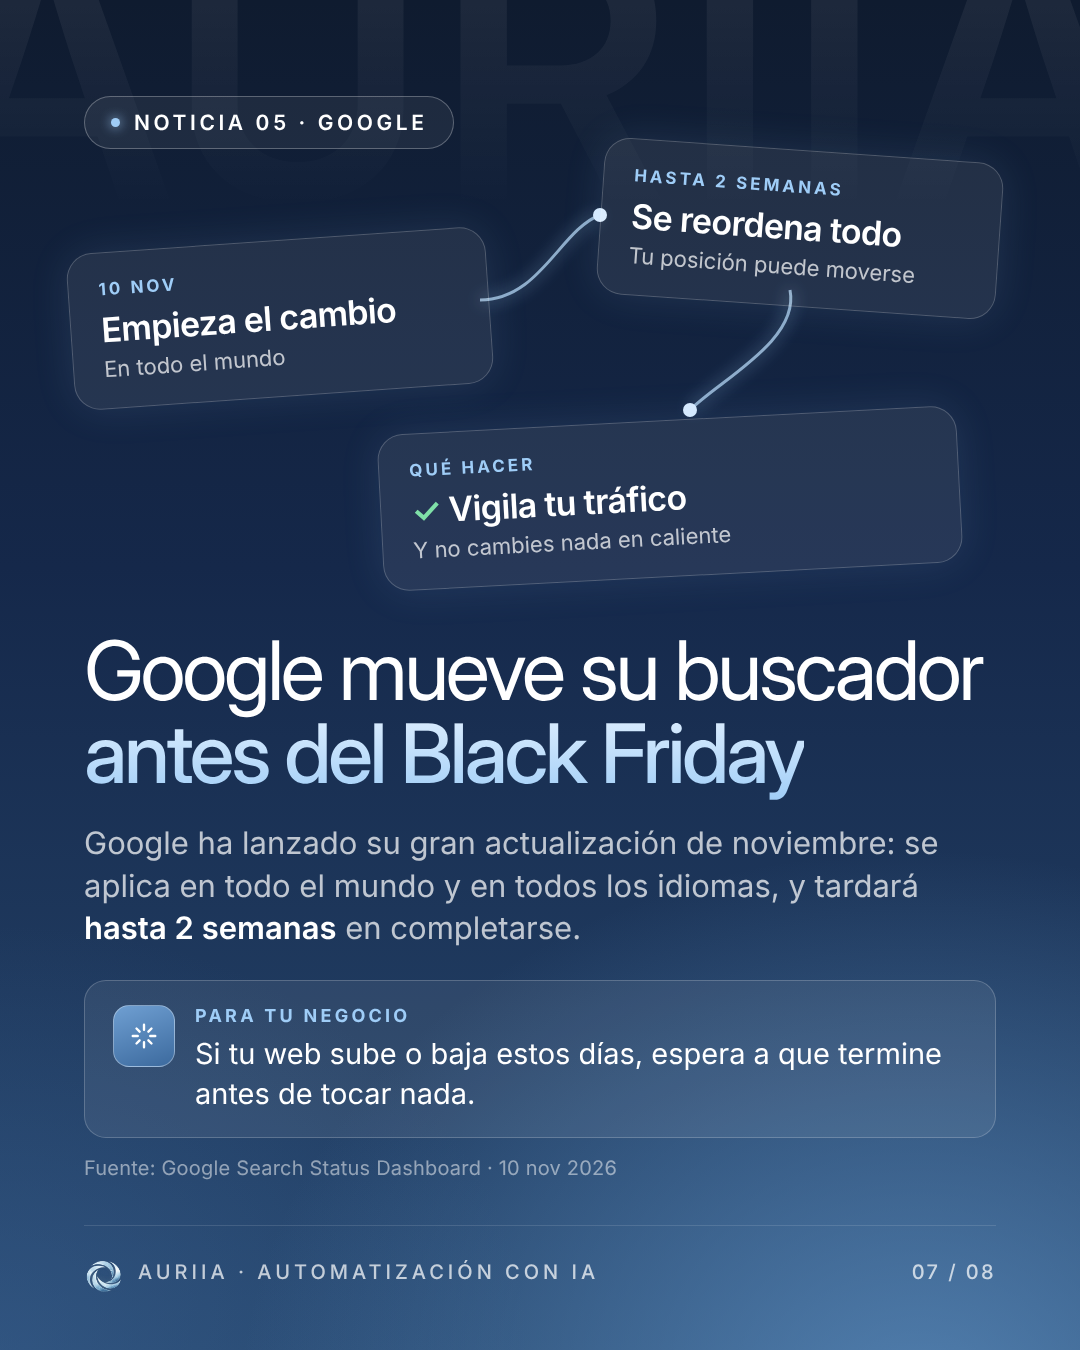 AURIIA
NOTICIA 05 · GOOGLE
HASTA 2 SEMANAS
Se reordena todo
Tu posición puede moverse
10 NOV
Empieza el cambio
En todo el mundo
QUÉ HACER
Vigila tu tráfico
Y no cambies nada en caliente
Google mueve su buscador
antes del Black Friday
Google ha lanzado su gran actualización de noviembre: se
aplica en todo el mundo y en todos los idiomas, y tardará
hasta 2 semanas en completarse.
PARA TU NEGOCIO
Si tu web sube o baja estos días, espera a que termine
antes de tocar nada.
Fuente: Google Search Status Dashboard · 10 nov 2026
AURIIA · AUTOMATIZACIÓN CON IA
07 / 08